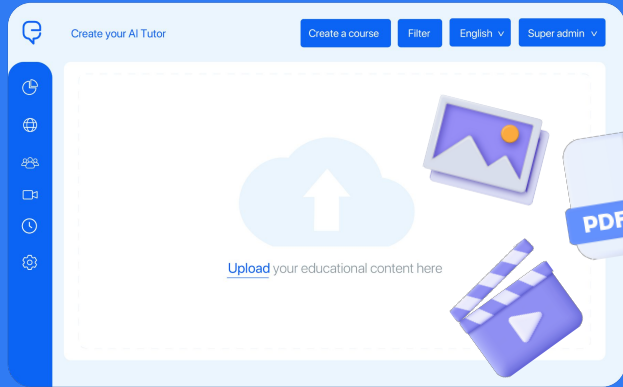 Create your AI Tutor
Create a course
Filter
English
Super admin
PDF
Upload your educational content here